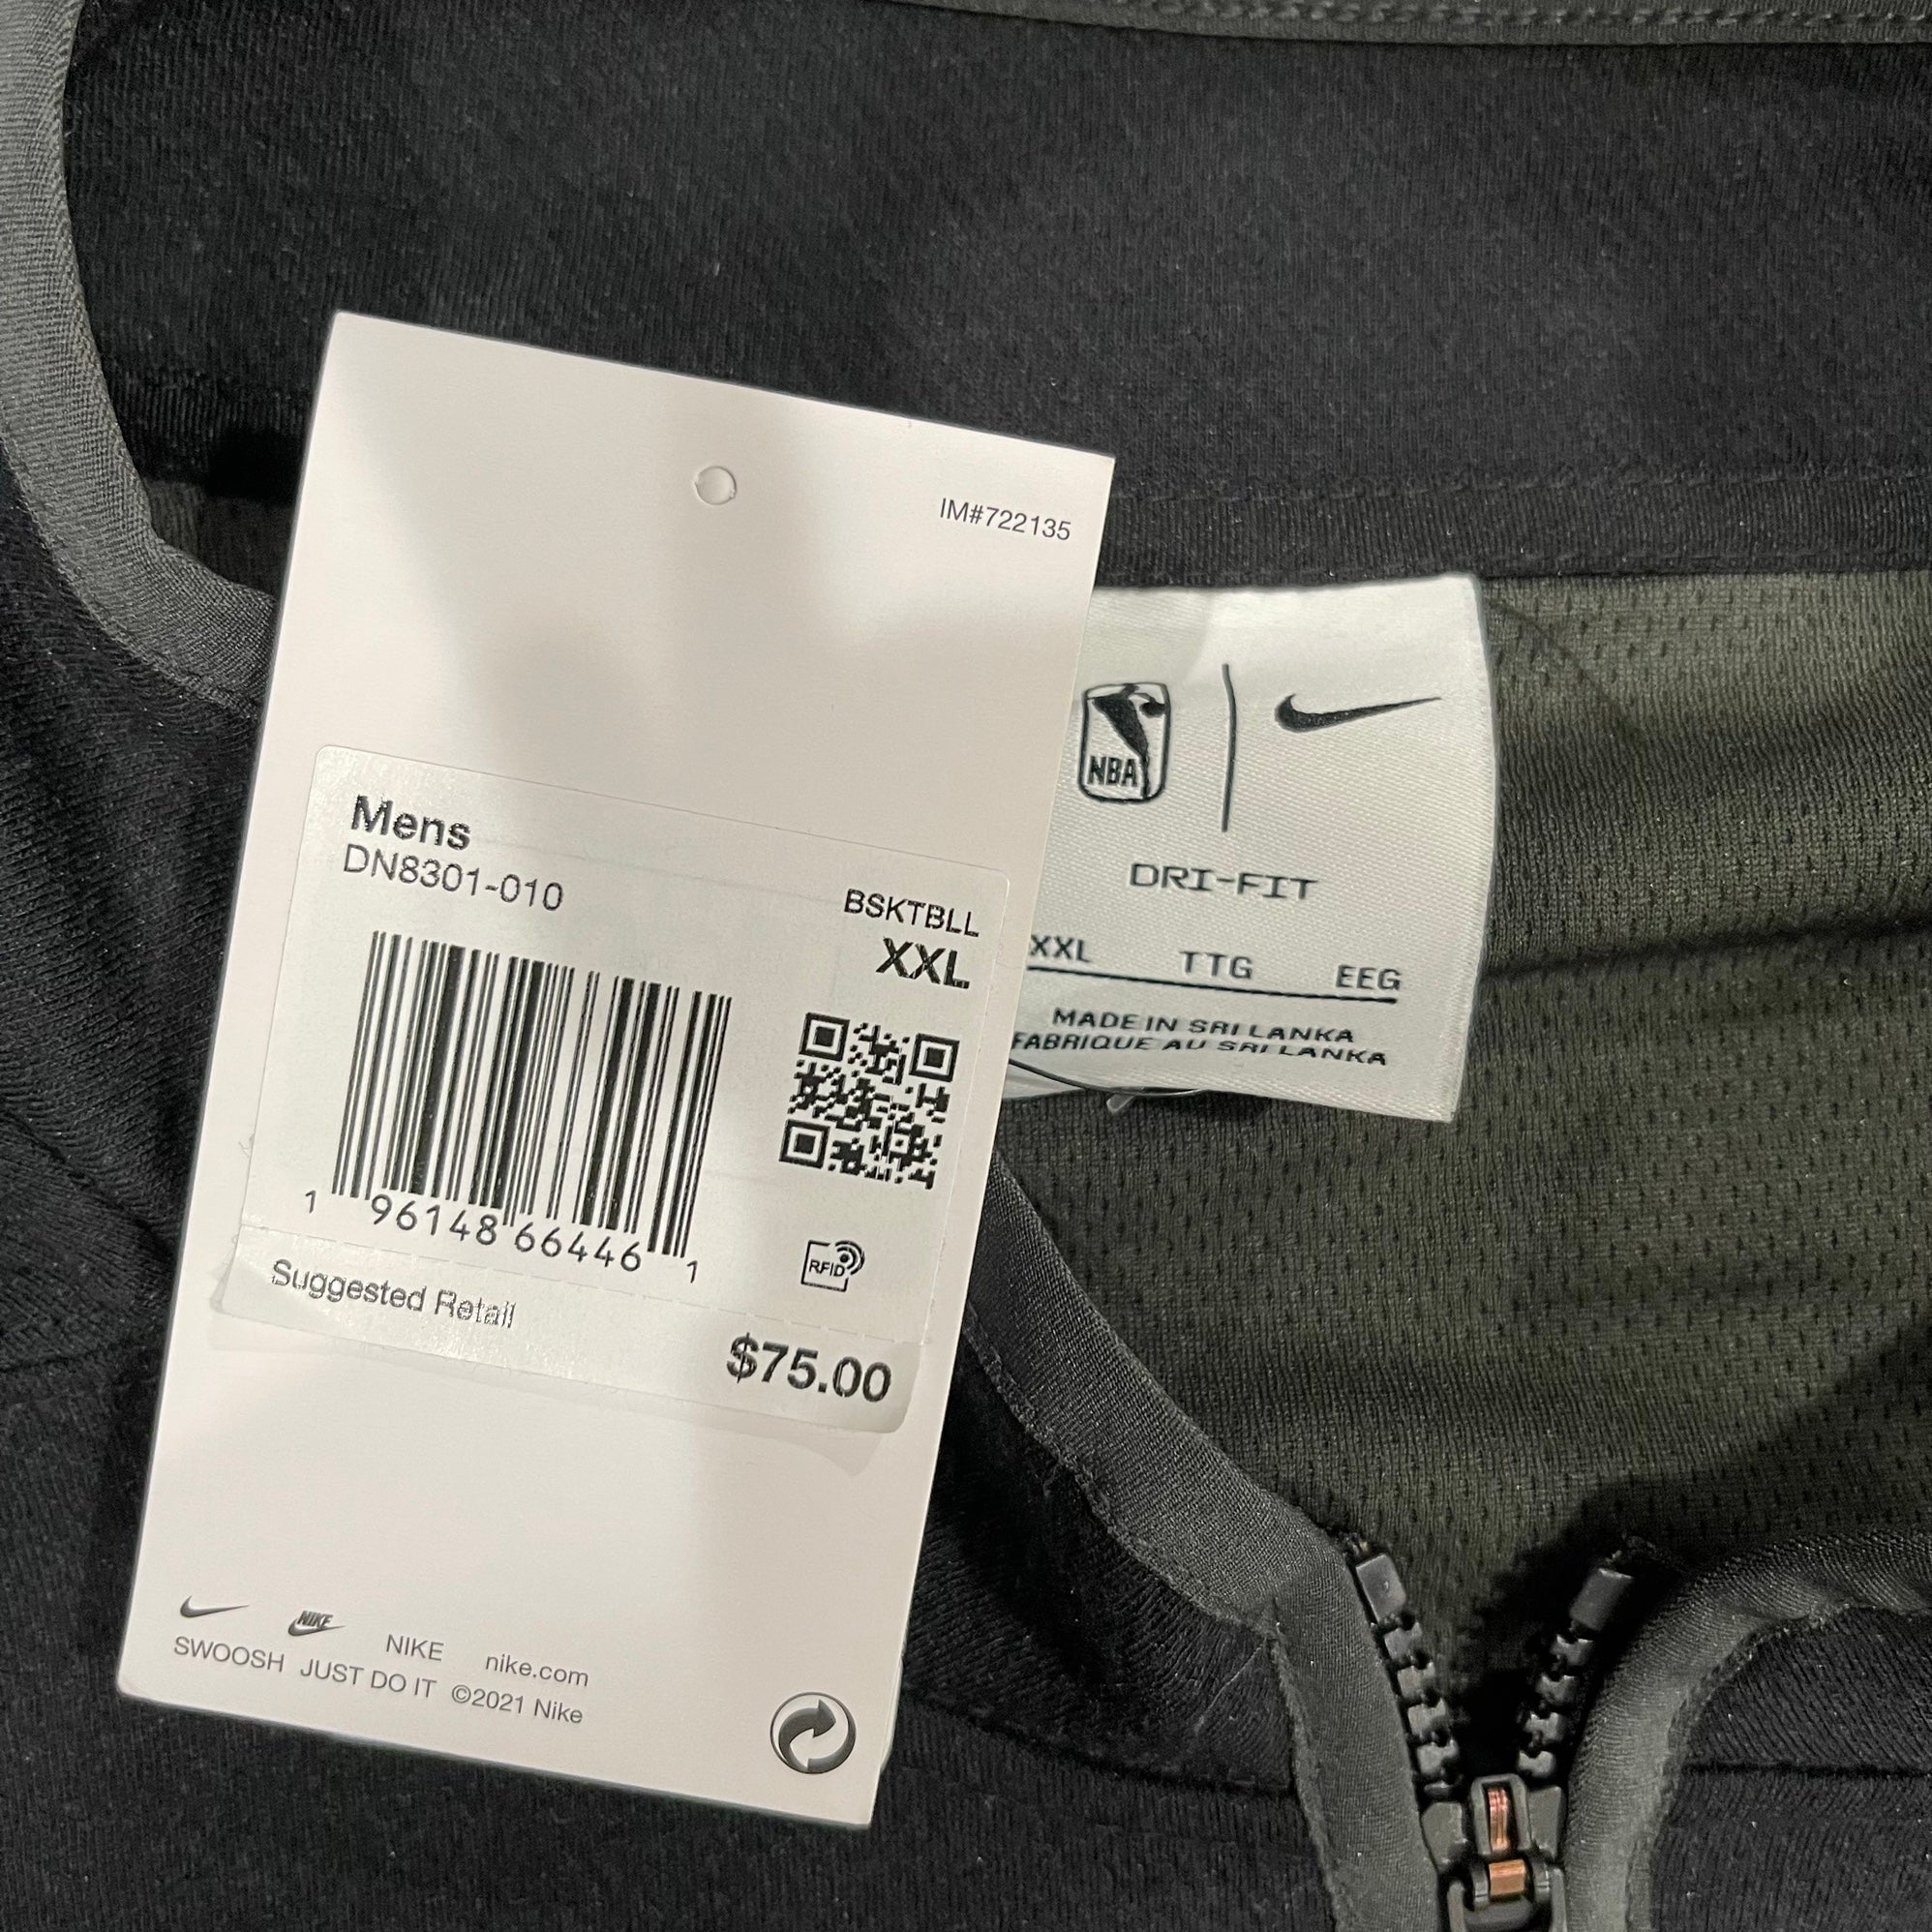 IM#722135
Mens
DN8301-010
BSKTBLL
XXL
1 96148 66446 1
RFID
Suggested Retail
$75.00
NIKE NIKE nike.com
SWOOSH JUST DO IT ©2021 Nike
NBA
DRI-FIT
XXL TTG EEG
MADE IN SRI LANKA
FABRIQUE AU SRI LANKA